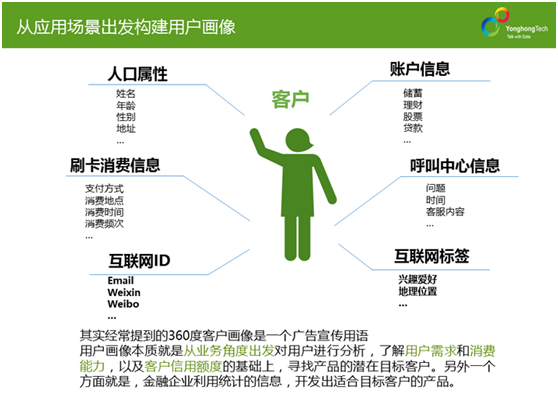 从应用场景出发构建用户画像
YonghongTech
Talk with Data
人口属性
姓名
年龄
性别
地址
...
刷卡消费信息
支付方式
消费地点
消费时间
消费频次
...
互联网ID
Email
Weixin
Weibo
...
客户
账户信息
储蓄
理财
股票
贷款
...
呼叫中心信息
问题
时间
客服内容
...
互联网标签
兴趣爱好
地理位置
...
其实经常提到的360度客户画像是一个广告宣传用语
用户画像本质就是从业务角度出发对用户进行分析，了解用户需求和消费
能力，以及客户信用额度的基础上，寻找产品的潜在目标客户。另外一个
方面就是，金融企业利用统计的信息，开发出适合目标客户的产品。